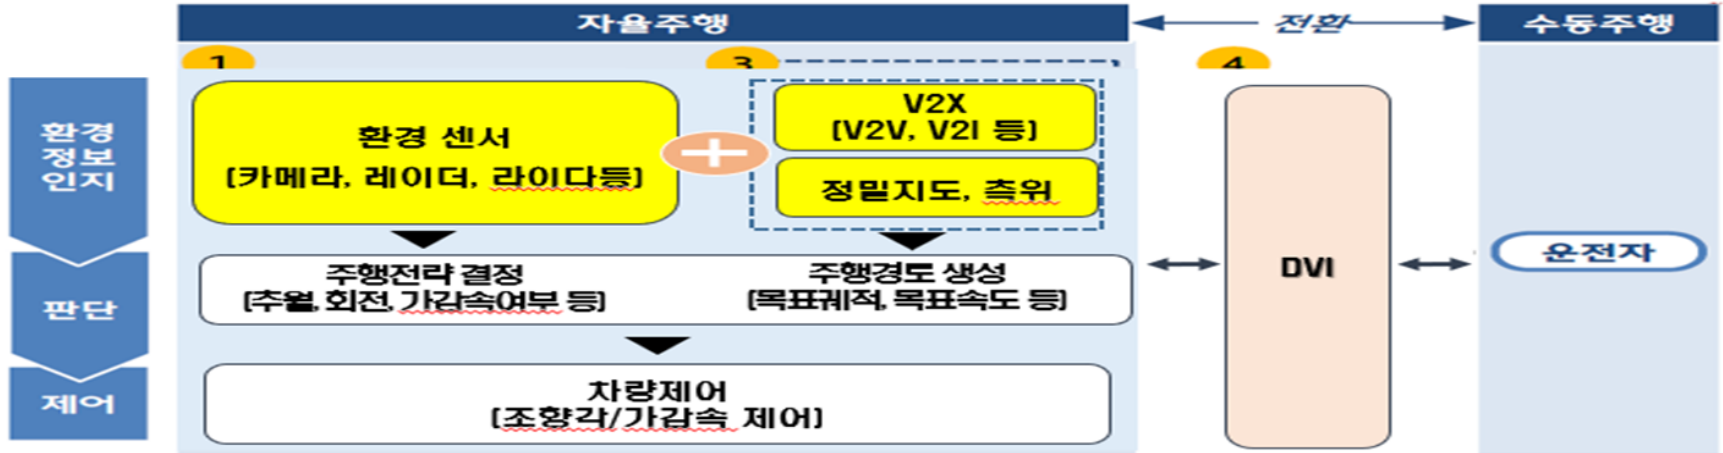 자율주행
전환
수동주행
1
3
4
환경
정보
인지
환경 센서
(카메라, 레이더, 라이다등)
V2X
(V2V, V2I 등)
정밀지도, 측위
판단
주행전략 결정
(추월, 회전, 가감속여부 등)
주행경로 생성
(목표궤적, 목표속도 등)
DVI
운전자
제어
차량제어
(조향각/가감속 제어)